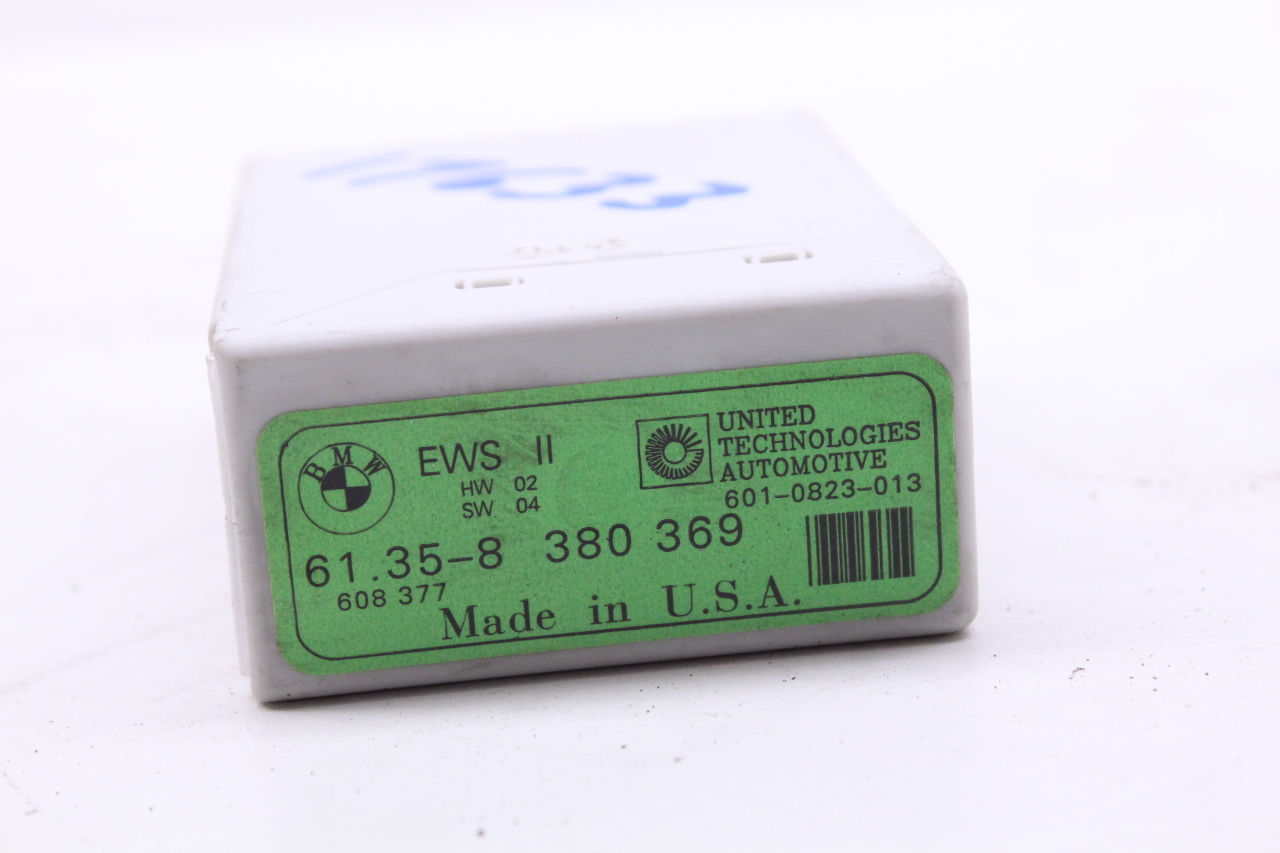 BMW
EWS II
HW 02
SW 04
UNITED
TECHNOLOGIES
AUTOMOTIVE
601-0823-013
61.35-8 380 369
608 377
Made in U.S.A.